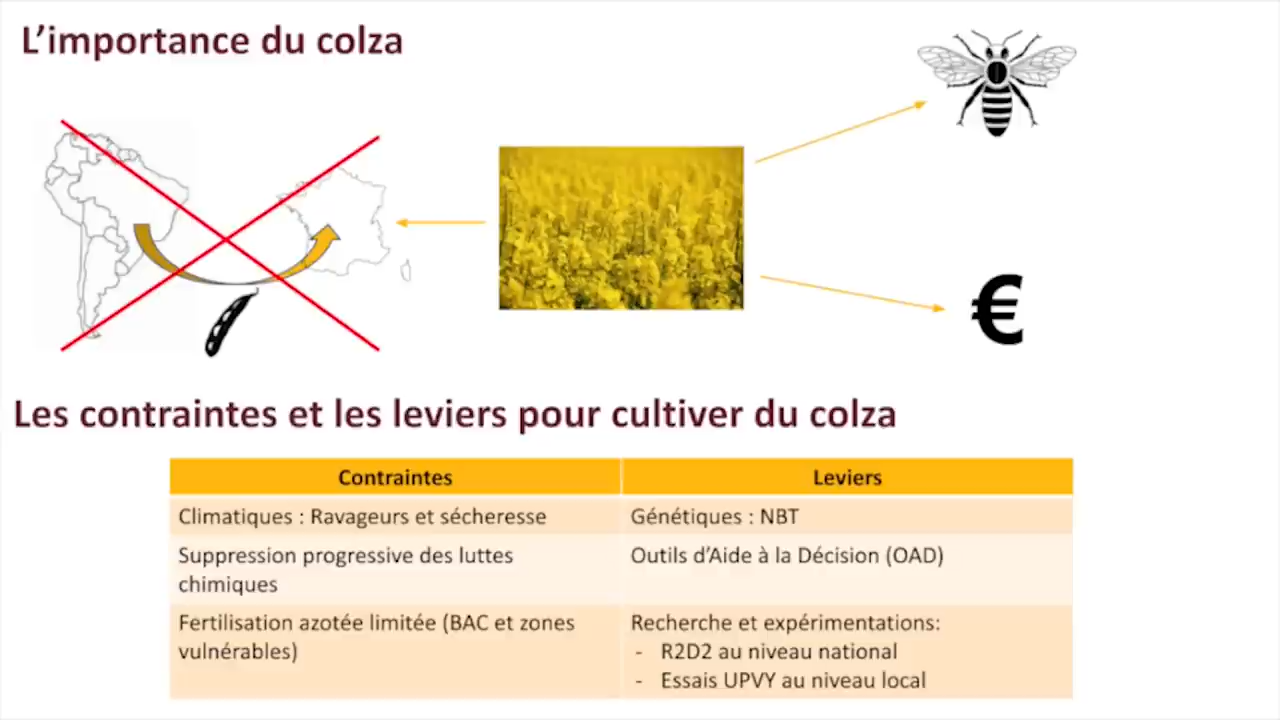 L’importance du colza
€
Les contraintes et les leviers pour cultiver du colza
Contraintes
Leviers
Climatiques : Ravageurs et sécheresse
Génétiques : NBT
Suppression progressive des luttes
chimiques
Outils d’Aide à la Décision (OAD)
Fertilisation azotée limitée (BAC et zones
vulnérables)
Recherche et expérimentations:
- R2D2 au niveau national
- Essais UPVY au niveau local